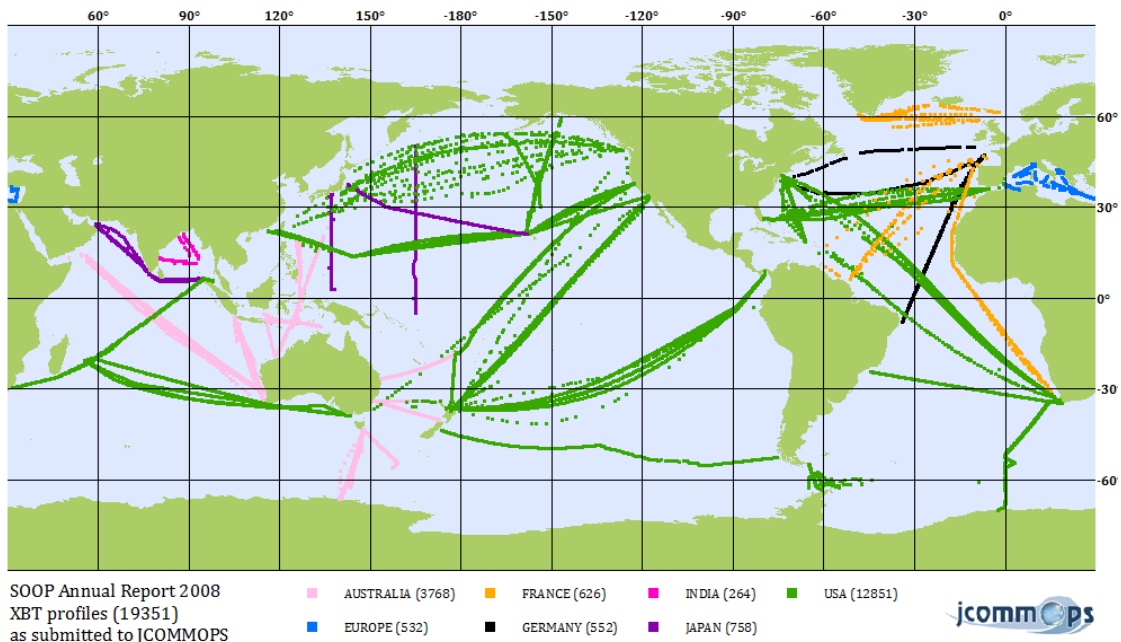 60° 90° 120° 150° -180° -150° -120° -90° -60° -30° 0°
60°
30°
0°
-30°
-60°
SOOP Annual Report 2008
XBT profiles (19351)
as submitted to JCOMMOPS
AUSTRALIA (3768) FRANCE (626) INDIA (264) USA (12851)
EUROPE (532) GERMANY (552) JAPAN (758)
jcommops